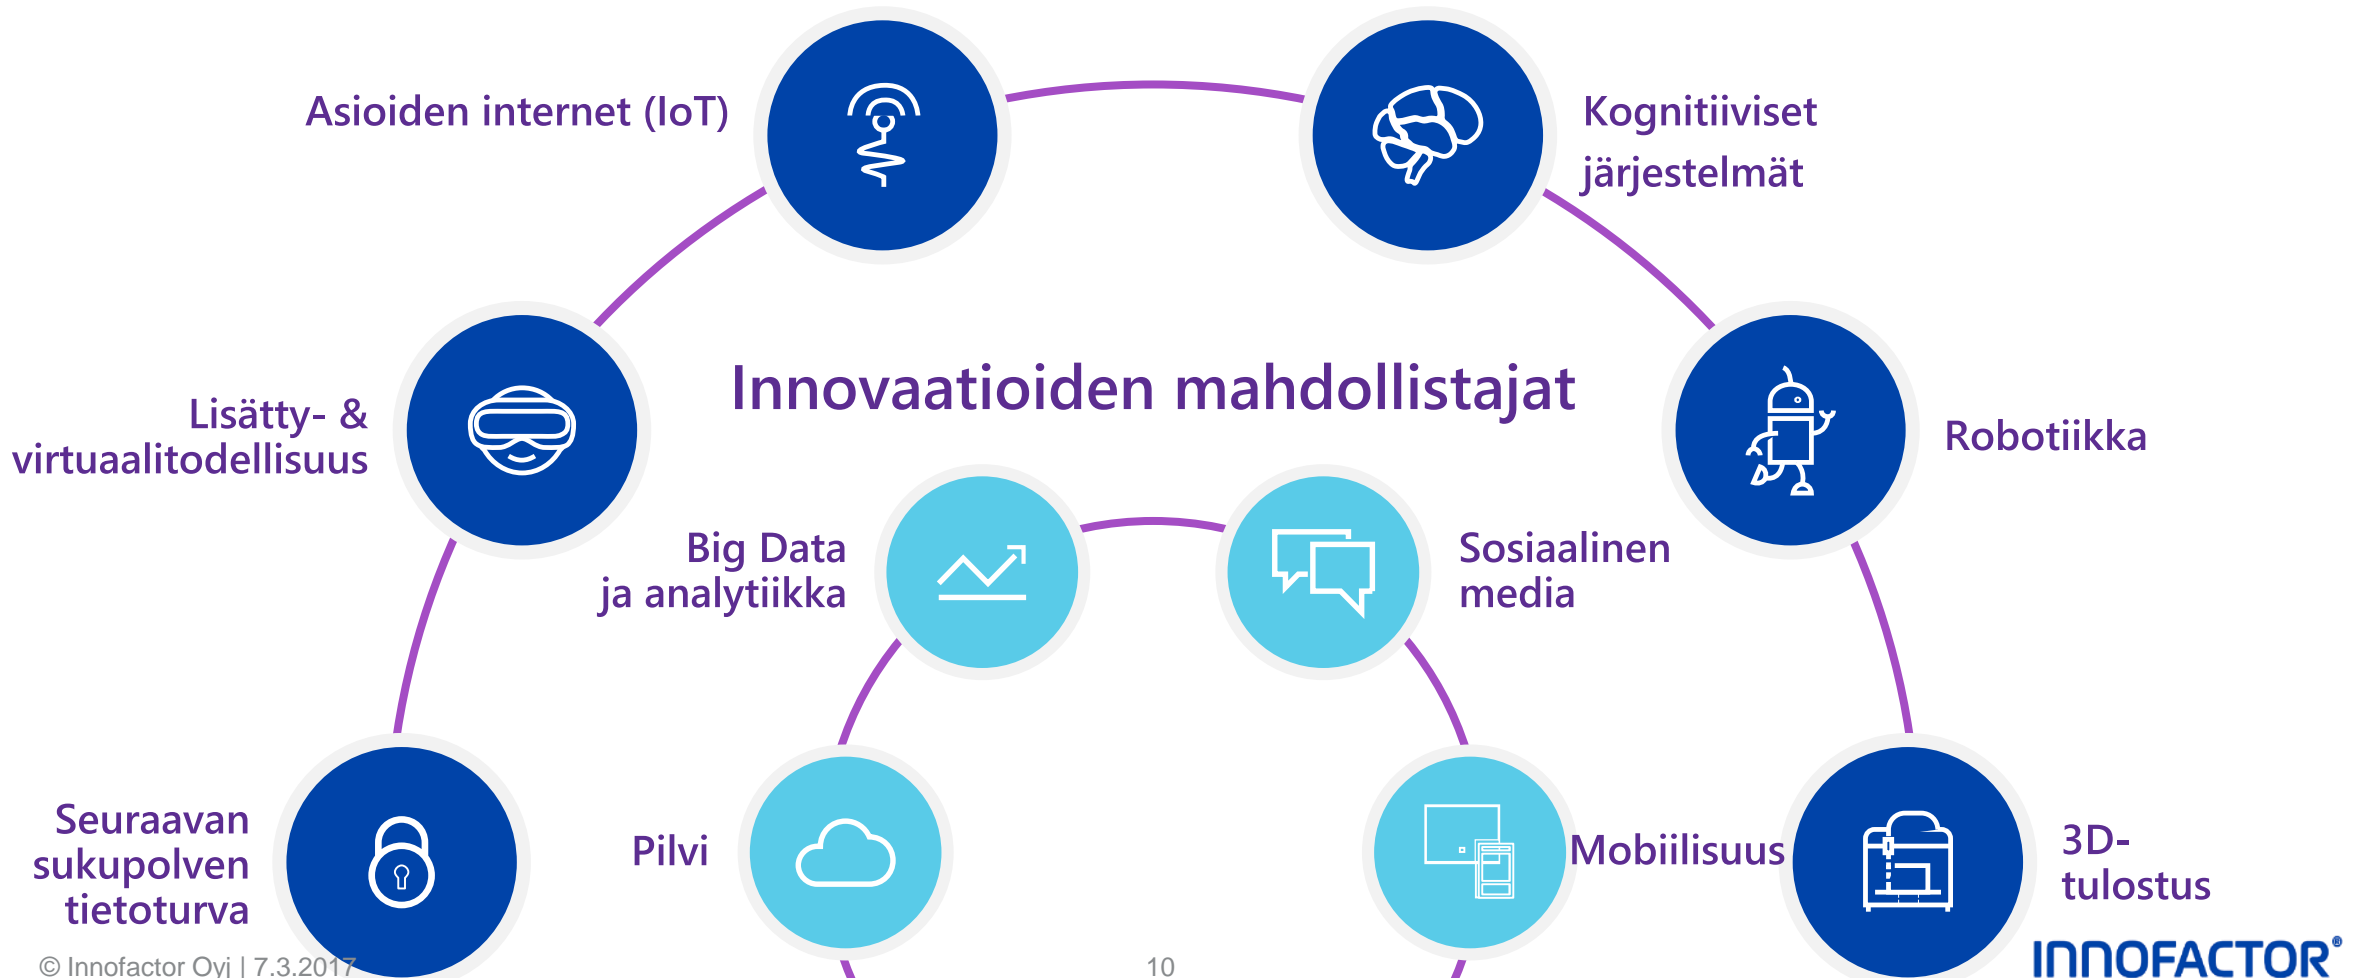 Asioiden internet (IoT)
Kognitiiviset
järjestelmät
Innovaatioiden mahdollistajat
Lisätty- &
virtuaalitodellisuus
Robotiikka
Big Data
ja analytiikka
Sosiaalinen
media
Seuraavan
sukupolven
tietoturva
Pilvi
Mobiilisuus
3D-
tulostus
© Innofactor Oyj | 7.3.2017
10
INNOFACTOR®